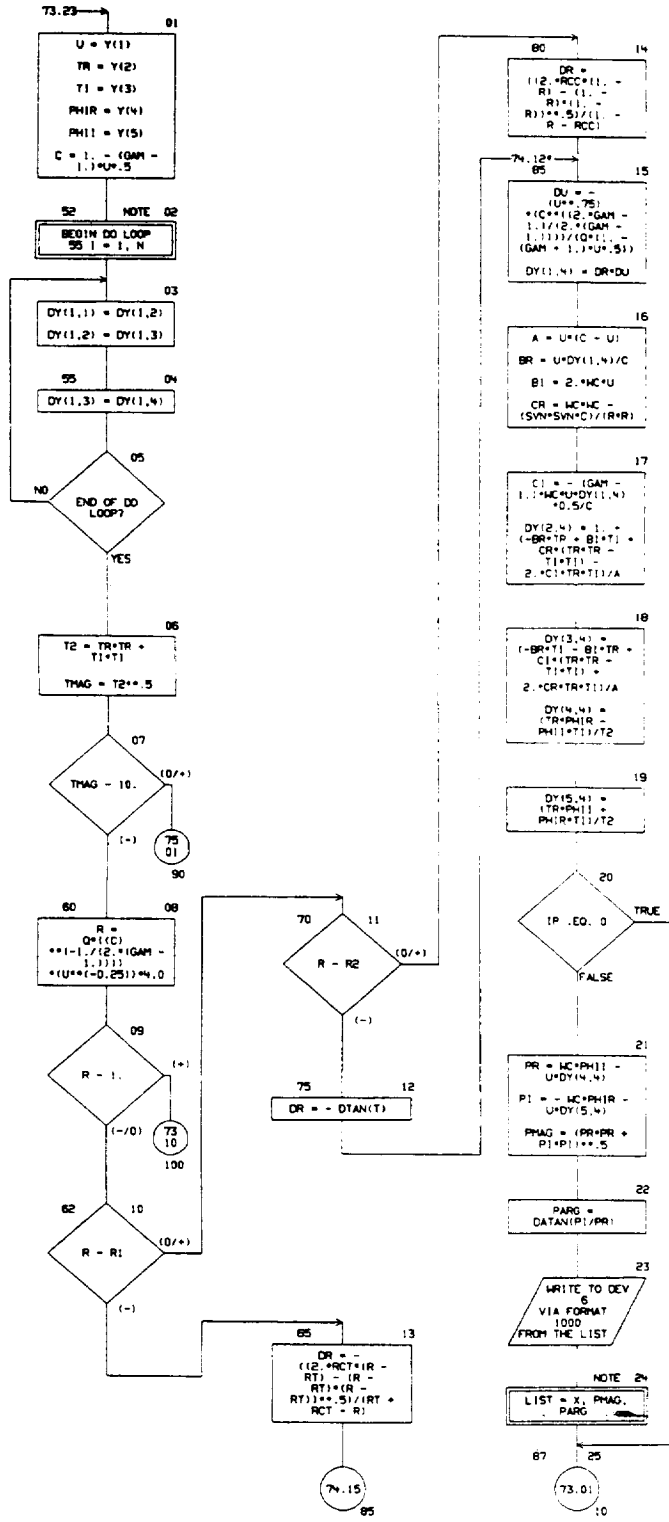 73.23
01
U = Y(1)
TR = Y(2)
TI = Y(3)
PHIR = Y(4)
PHII = Y(5)
C = 1. - (GAM -
1.)*U*.5
52 NOTE 02
BEGIN DO LOOP
55 I = 1, N
03
DY(1,1) = DY(1,2)
DY(1,2) = DY(1,3)
55 04
DY(1,3) = DY(1,4)
05
NO
END OF DO
LOOP?
YES
06
T2 = TR*TR +
TI*TI
TMAG = T2**.5
07
TMAG - 10.
(0/+)
(-)
75
01
90
60 08
R =
Q*((C)
**(-1./(2.*(GAM -
1.))))
*(U**(-0.25))*4.0
09
R - 1.
(+)
(-/0)
73
10
100
62 10
R - R1
(0/+)
(-)
70 11
R - R2
(0/+)
(-)
75 12
DR = - DTAN(T)
65 13
DR = -
((2.*RCT*(R -
RT) - (R -
RT)*(R -
RT))**.5)/(RT +
RCT - R)
74.15
85
80 14
DR =
((2.*RCC*(1. -
R) - (1. -
R)*(1. -
R))**.5)/(1. -
R - RCC)
74.12*
85 15
DU = -
(U**.75)
*(C**((2.*GAM -
1.)/(2.*(GAM -
1.))))/(Q*(1. -
(GAM + 1.)*U*.5))
DY(1,4) = DR*DU
16
A = U*(C - U)
BR = U*DY(1,4)/C
BI = 2.*WC*U
CR = WC*WC -
(SVN*SVN*C)/(R*R)
17
CI = - (GAM -
1.)*WC*U*DY(1,4)
*0.5/C
DY(2,4) = 1. +
(-BR*TR + BI*TI +
CR*(TR*TR -
TI*TI) -
2.*CI*TR*TI)/A
18
DY(3,4) =
(-BR*TI - BI*TR +
CI*(TR*TR -
TI*TI) +
2.*CR*TR*TI)/A
DY(4,4) =
(TR*PHIR -
PHII*TI)/T2
19
DY(5,4) =
(TR*PHII +
PHIR*TI)/T2
20
IP .EQ. 0
TRUE
FALSE
21
PR = WC*PHII -
U*DY(4,4)
PI = - WC*PHIR -
U*DY(5,4)
PMAG = (PR*PR +
PI*PI)**.5
22
PARG =
DATAN(PI/PR)
23
WRITE TO DEV
6
VIA FORMAT
1000
FROM THE LIST
NOTE 24
LIST = X, PMAG,
PARG
87 25
73.01
10